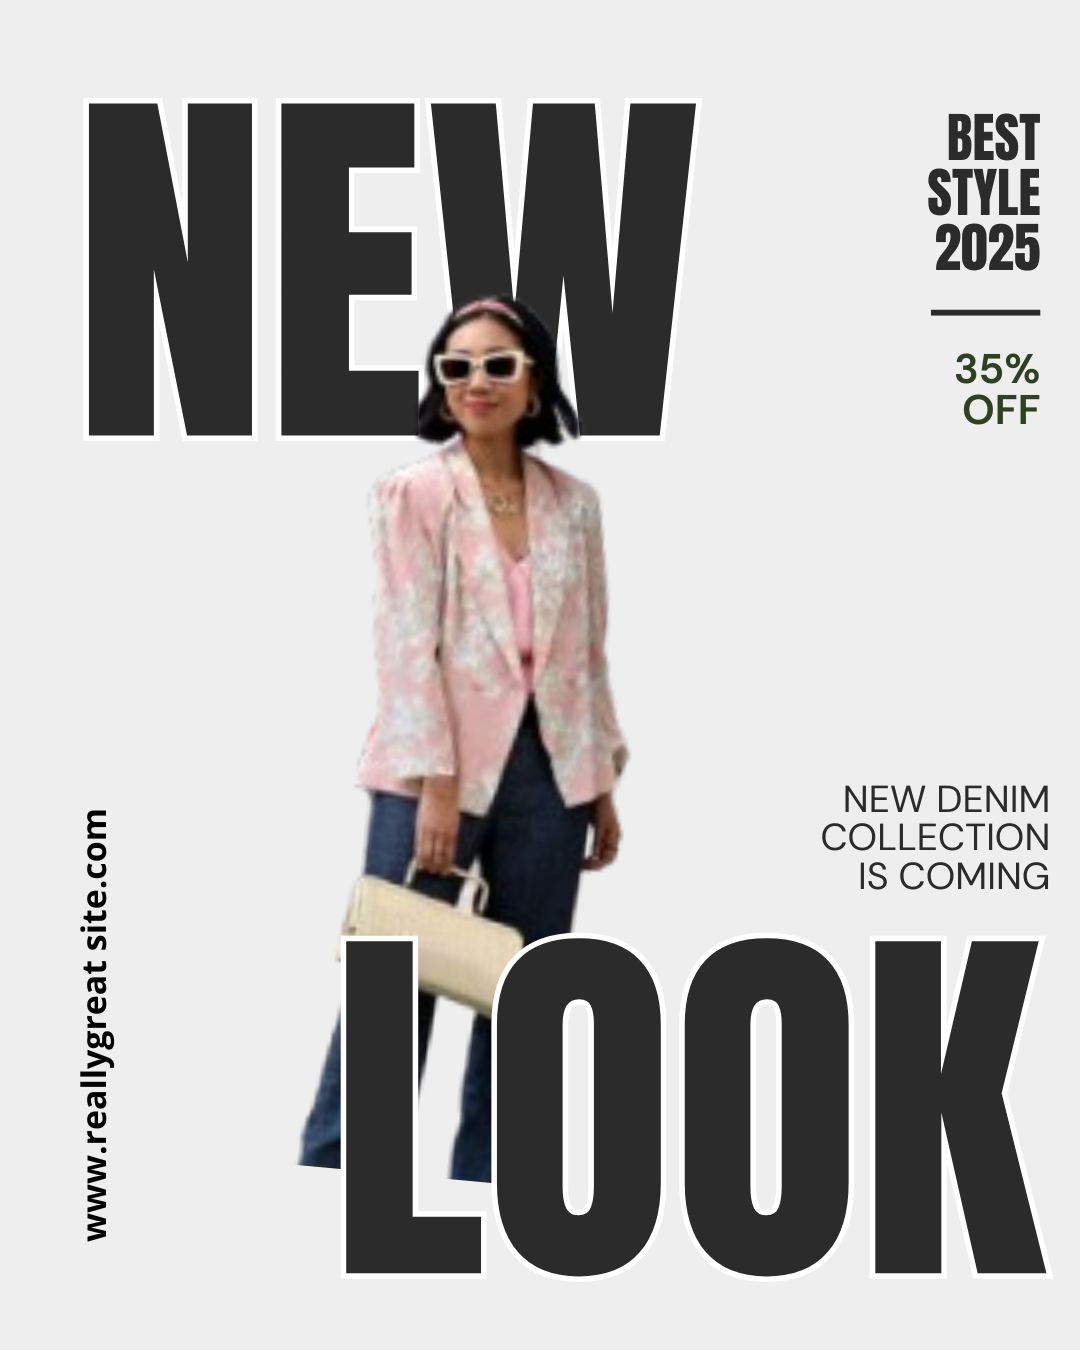 NEW
BEST
STYLE
2025
35%
OFF
NEW DENIM
COLLECTION
IS COMING
www.reallygreat site.com
LOOK